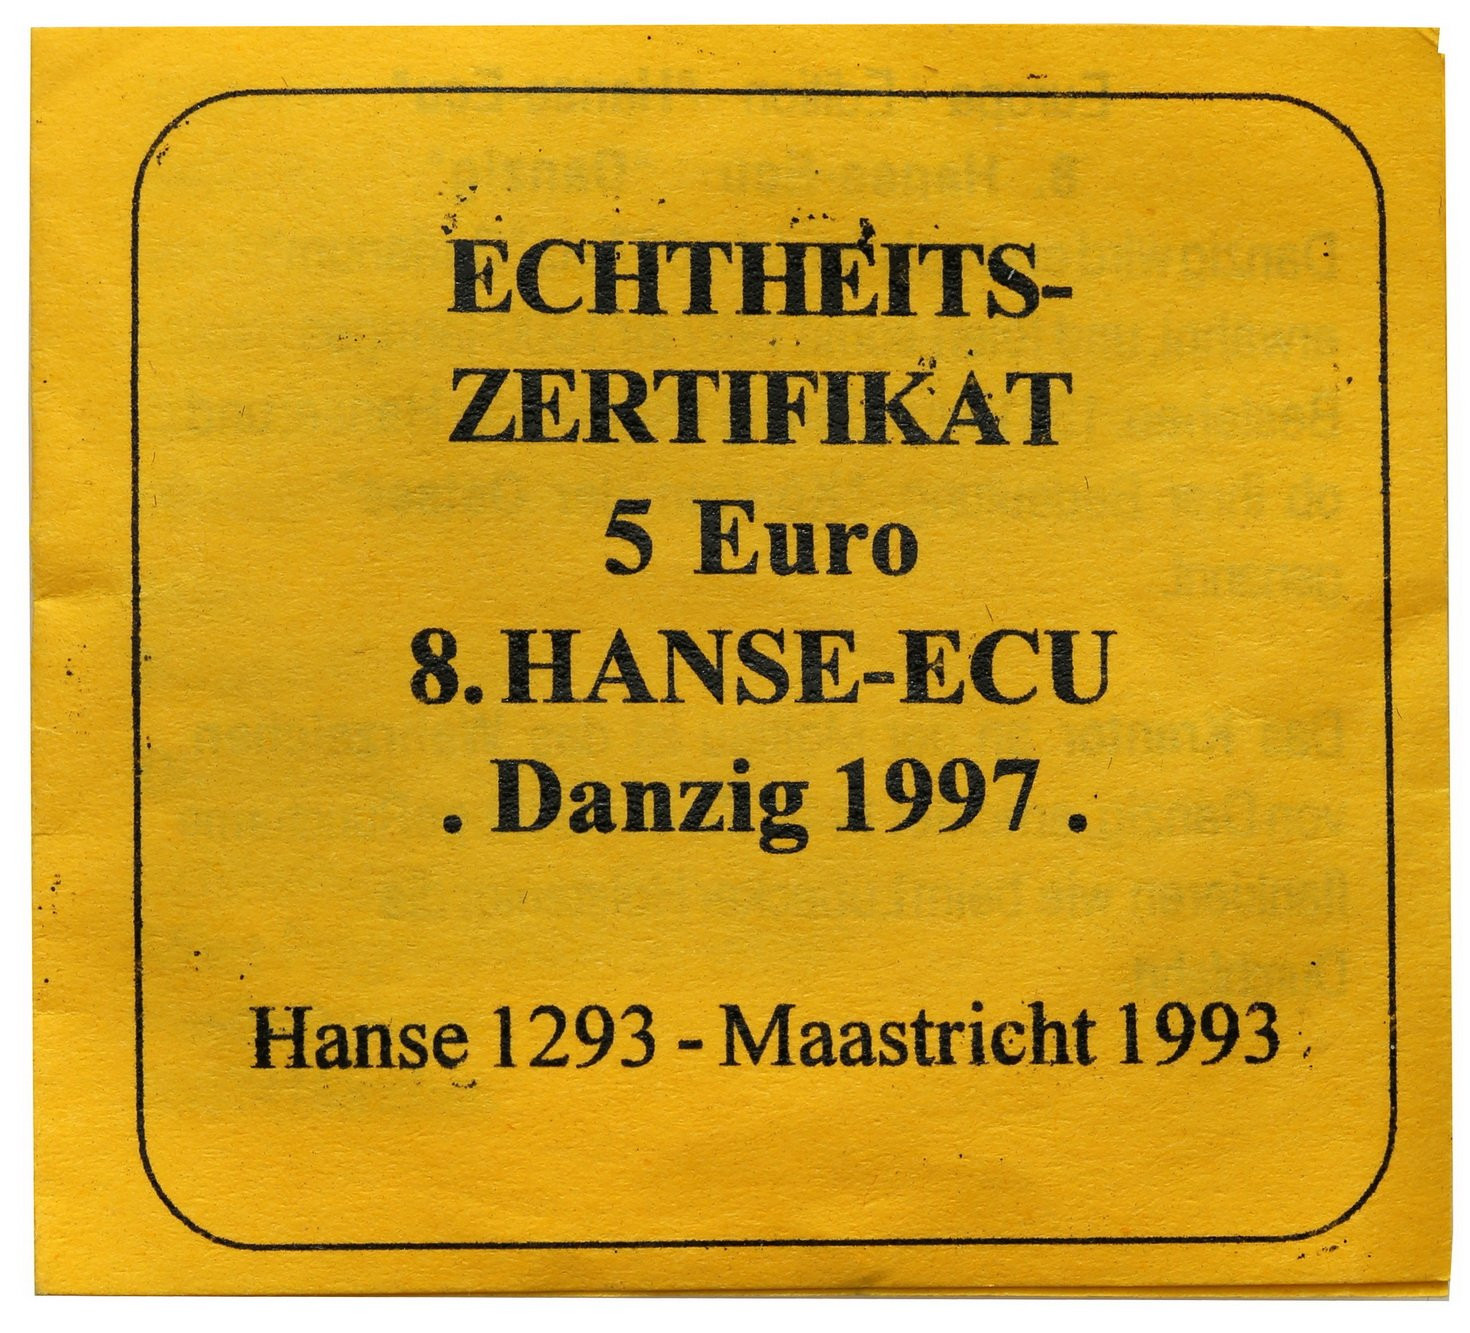 ECHTHEITS-
ZERTIFIKAT
5 Euro
8. HANSE-ECU
. Danzig 1997 .
Hanse 1293 - Maastricht 1993